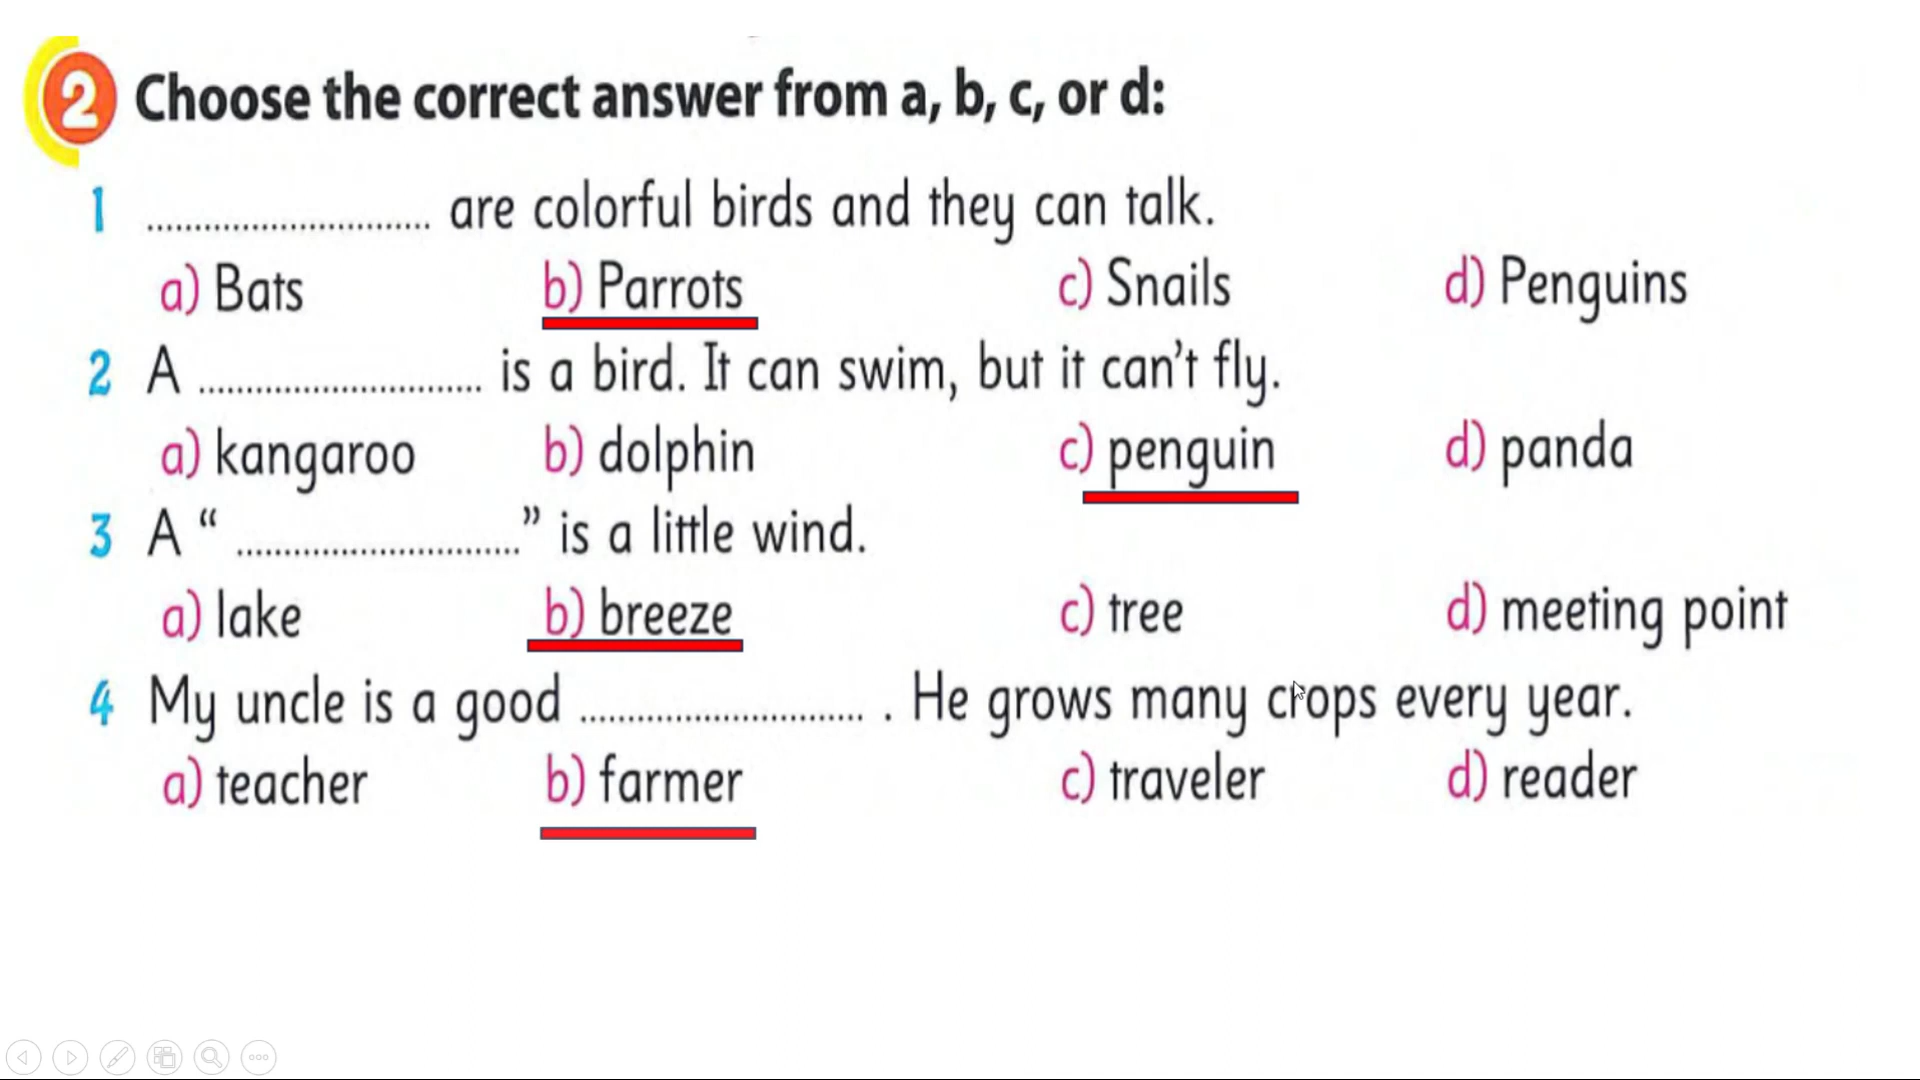 2 Choose the correct answer from a, b, c, or d:
1 ........................... are colorful birds and they can talk.
a) Bats b) Parrots c) Snails d) Penguins
2 A ........................... is a bird. It can swim, but it can't fly.
a) kangaroo b) dolphin c) penguin d) panda
3 A “ ...........................” is a little wind.
a) lake b) breeze c) tree d) meeting point
4 My uncle is a good ........................... . He grows many crops every year.
a) teacher b) farmer c) traveler d) reader